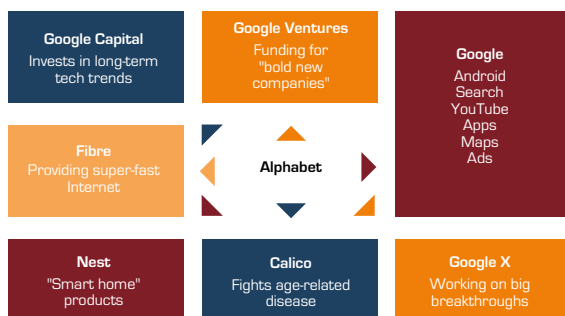 Google Capital
Invests in long-term
tech trends
Google Ventures
Funding for
"bold new
companies"
Google
Android
Search
YouTube
Apps
Maps
Ads
Fibre
Providing super-fast
Internet
Alphabet
Nest
"Smart home"
products
Calico
Fights age-related
disease
Google X
Working on big
breakthroughs